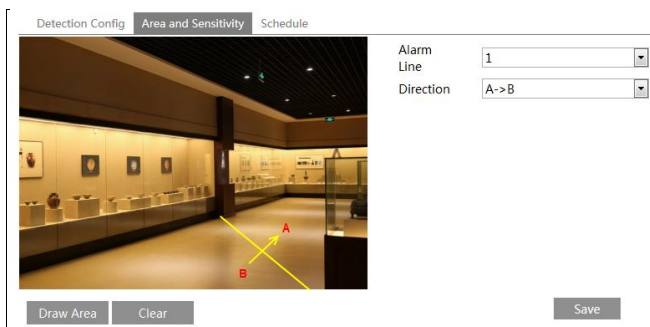 Detection Config Area and Sensitivity Schedule
Alarm
Line
1
Direction
A->B
A
B
Draw Area
Clear
Save